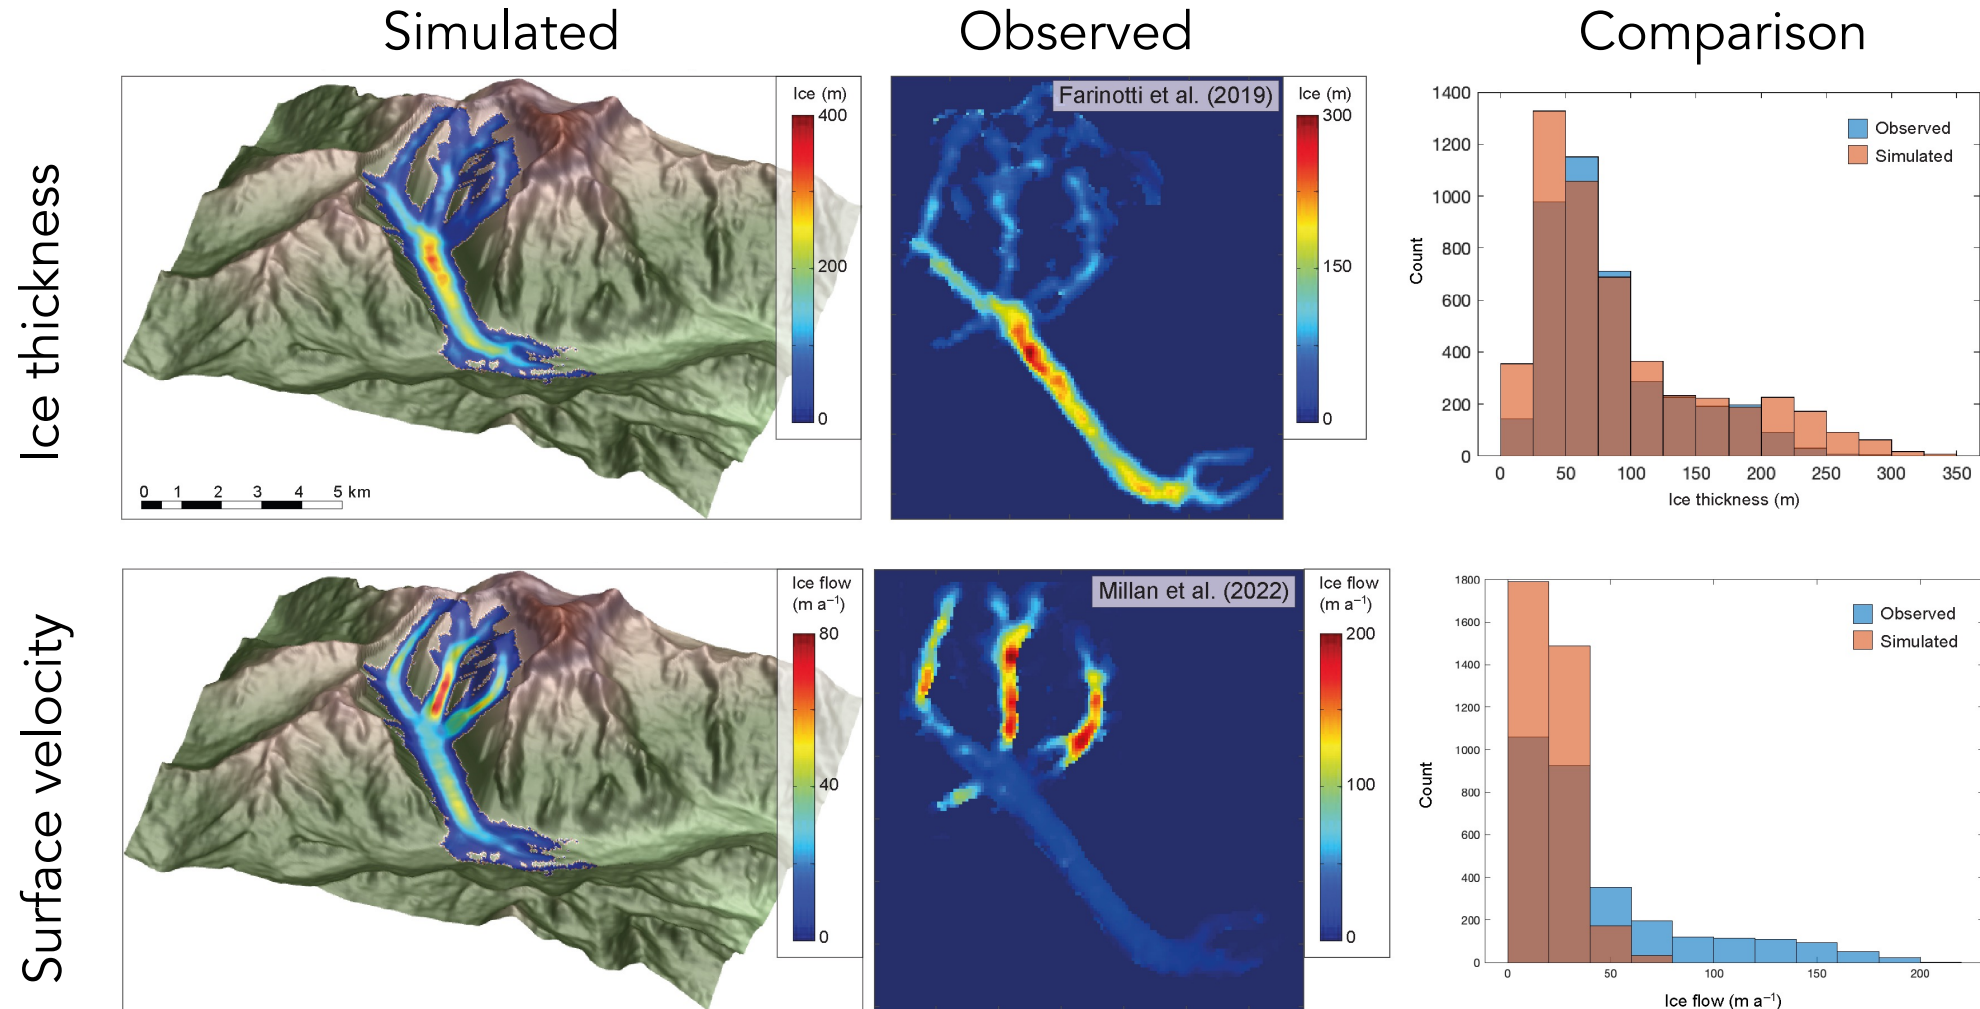 Simulated
Observed
Comparison
Ice thickness
Ice (m)
400
200
0
0 1 2 3 4 5 km
Farinotti et al. (2019)
Ice (m)
300
150
0
1400
1200
1000
800
600
400
200
0
Count
Observed
Simulated
0 50 100 150 200 250 300 350
Ice thickness (m)
Surface velocity
Ice flow
(m a⁻¹)
80
40
0
Millan et al. (2022)
Ice flow
(m a⁻¹)
200
100
0
1800
1600
1400
1200
1000
800
600
400
200
0
Count
Observed
Simulated
0 50 100 150 200
Ice flow (m a⁻¹)